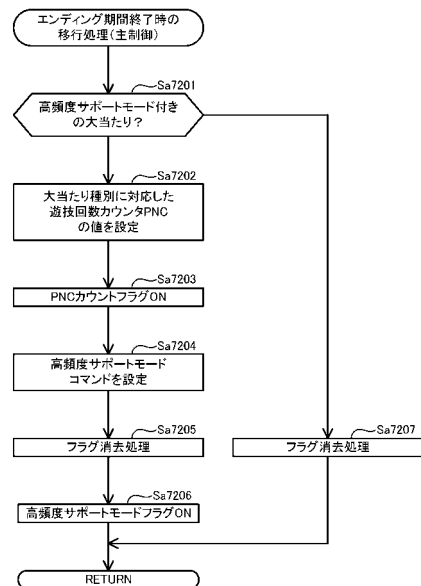 エンディング期間終了時の
移行処理(主制御)
Sa7201
高頻度サポートモード付き
の大当たり?
Sa7202
大当たり種別に対応した
遊技回数カウンタPNC
の値を設定
Sa7203
PNCカウントフラグON
Sa7204
高頻度サポートモード
コマンドを設定
Sa7205
フラグ消去処理
Sa7207
フラグ消去処理
Sa7206
高頻度サポートモードフラグON
RETURN